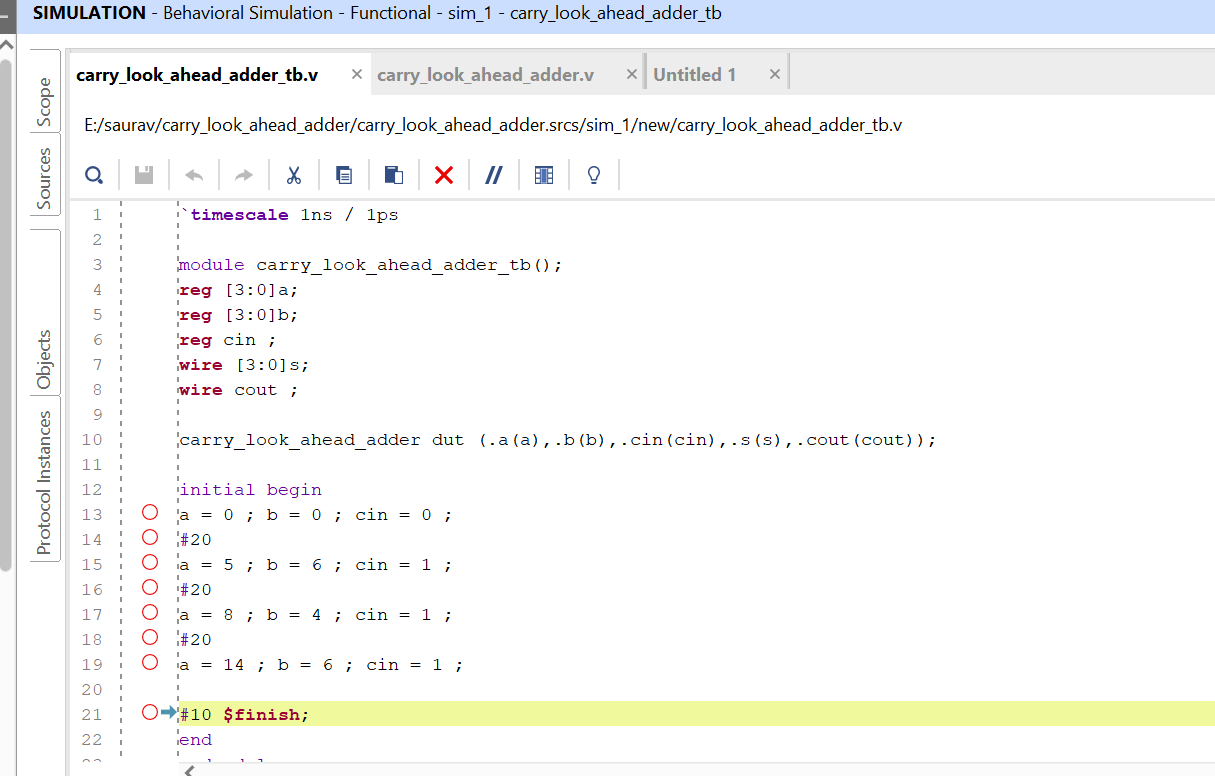 SIMULATION - Behavioral Simulation - Functional - sim_1 - carry_look_ahead_adder_tb
Scope
Sources
Objects
Protocol Instances
carry_look_ahead_adder_tb.v × carry_look_ahead_adder.v × Untitled 1 ×
E:/saurav/carry_look_ahead_adder/carry_look_ahead_adder.srcs/sim_1/new/carry_look_ahead_adder_tb.v
1 `timescale 1ns / 1ps
2
3 module carry_look_ahead_adder_tb();
4 reg [3:0]a;
5 reg [3:0]b;
6 reg cin ;
7 wire [3:0]s;
8 wire cout ;
9
10 carry_look_ahead_adder dut (.a(a),.b(b),.cin(cin),.s(s),.cout(cout));
11
12 initial begin
13 a = 0 ; b = 0 ; cin = 0 ;
14 #20
15 a = 5 ; b = 6 ; cin = 1 ;
16 #20
17 a = 8 ; b = 4 ; cin = 1 ;
18 #20
19 a = 14 ; b = 6 ; cin = 1 ;
20
21 #10 $finish;
22 end